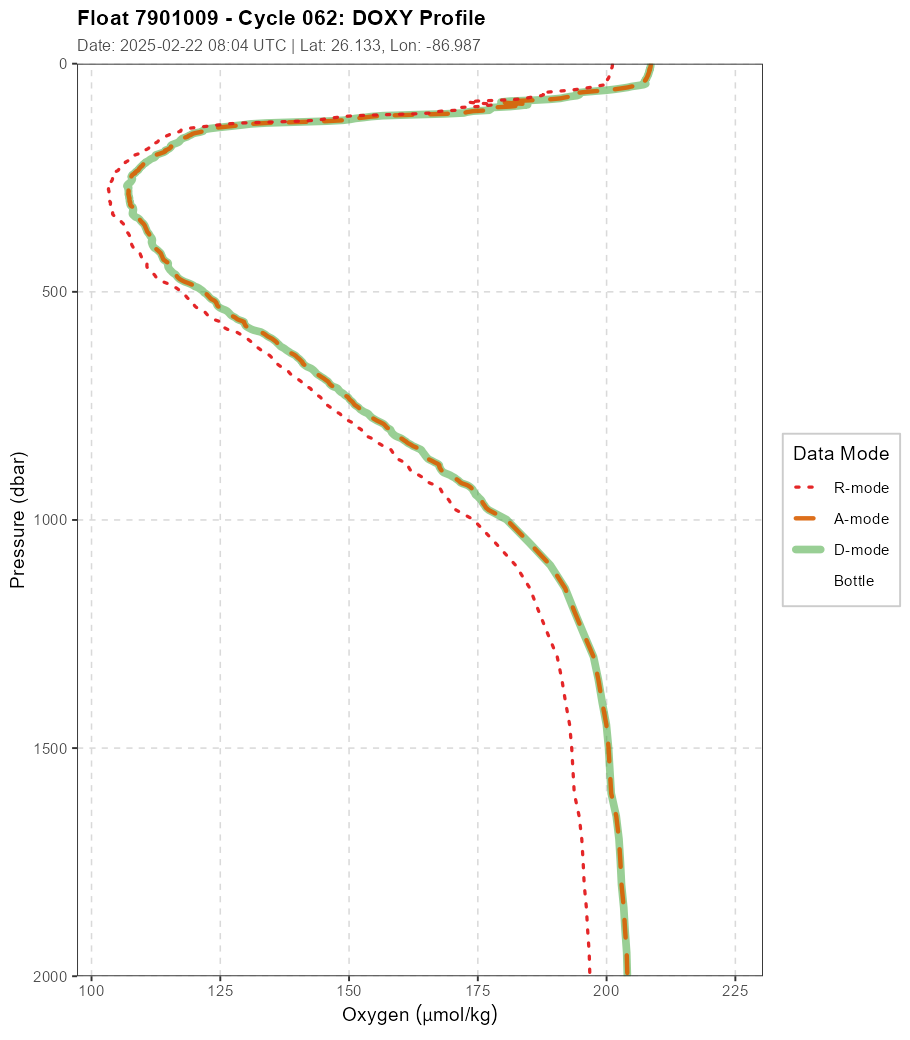 Float 7901009 - Cycle 062: DOXY Profile
Date: 2025-02-22 08:04 UTC | Lat: 26.133, Lon: -86.987
0
500
1000
1500
2000
Pressure (dbar)
100 125 150 175 200 225
Oxygen (µmol/kg)
Data Mode
R-mode
A-mode
D-mode
Bottle